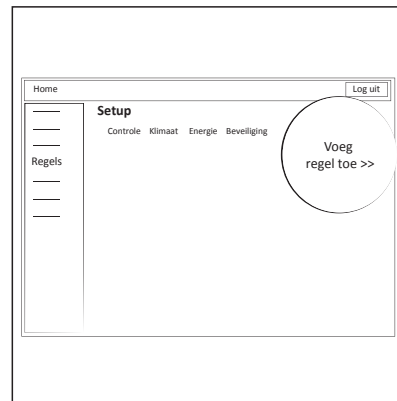 Home
Log uit
Setup
Controle Klimaat Energie Beveiliging
Regels
Voeg
regel toe >>